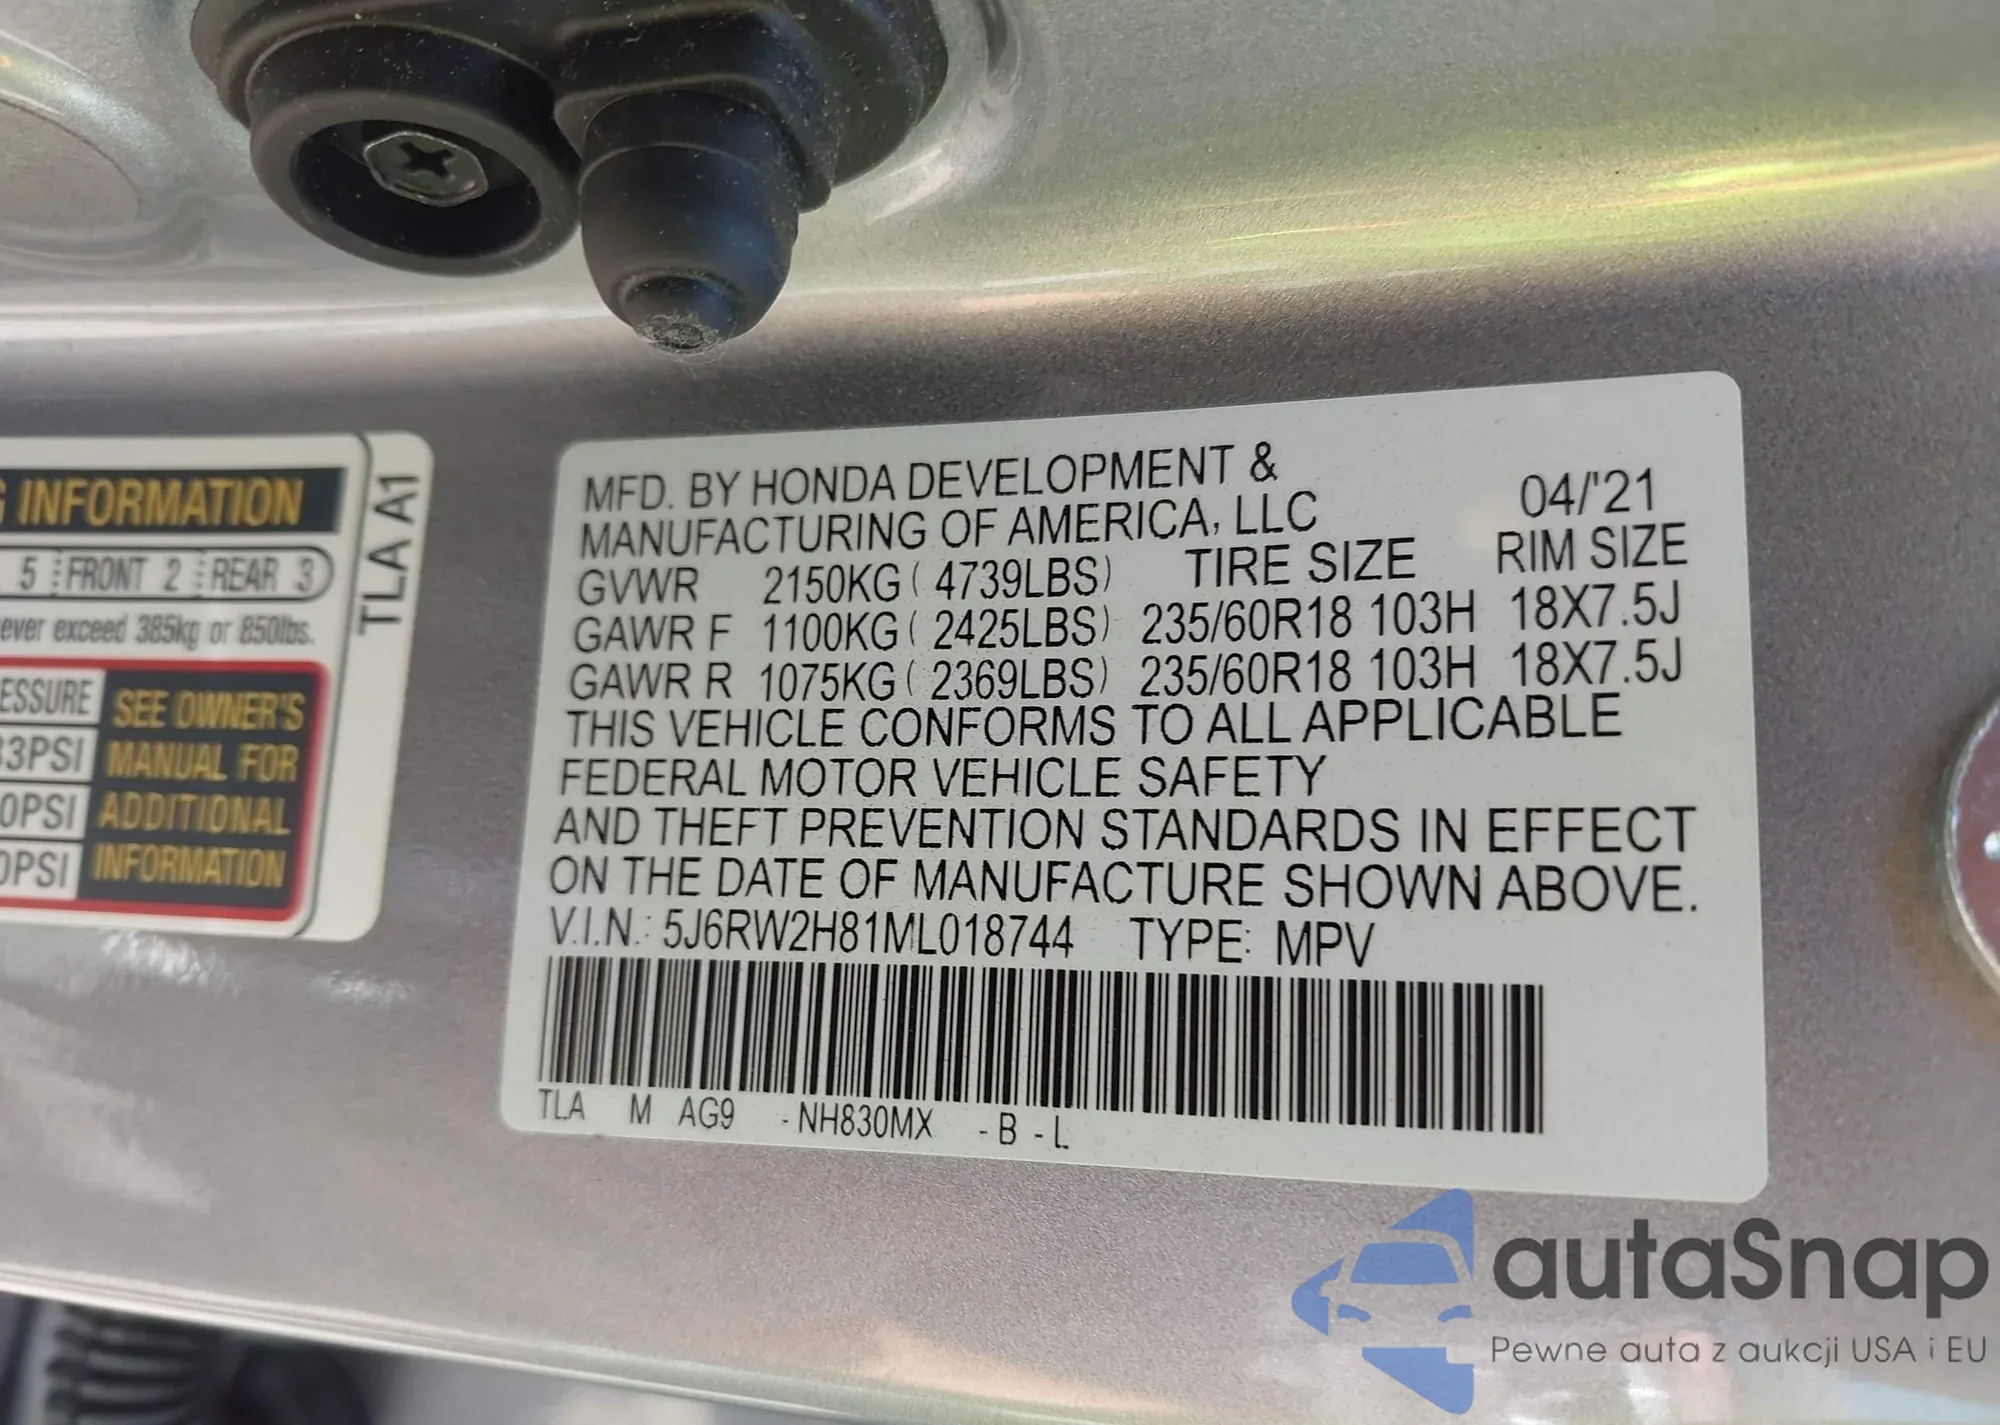 G INFORMATION
5 FRONT 2 REAR 3
ever exceed 385kg or 850lbs.
ESSURE
33PSI
0PSI
0PSI
SEE OWNER'S
MANUAL FOR
ADDITIONAL
INFORMATION
TLA A1
MFD. BY HONDA DEVELOPMENT &
MANUFACTURING OF AMERICA, LLC 04/'21
GVWR 2150KG ( 4739LBS) TIRE SIZE RIM SIZE
GAWR F 1100KG ( 2425LBS) 235/60R18 103H 18X7.5J
GAWR R 1075KG ( 2369LBS) 235/60R18 103H 18X7.5J
THIS VEHICLE CONFORMS TO ALL APPLICABLE
FEDERAL MOTOR VEHICLE SAFETY
AND THEFT PREVENTION STANDARDS IN EFFECT
ON THE DATE OF MANUFACTURE SHOWN ABOVE.
V.I.N.: 5J6RW2H81ML018744 TYPE: MPV
TLA M AG9 - NH830MX - B - L
autaSnap
Pewne auta z aukcji USA i EU